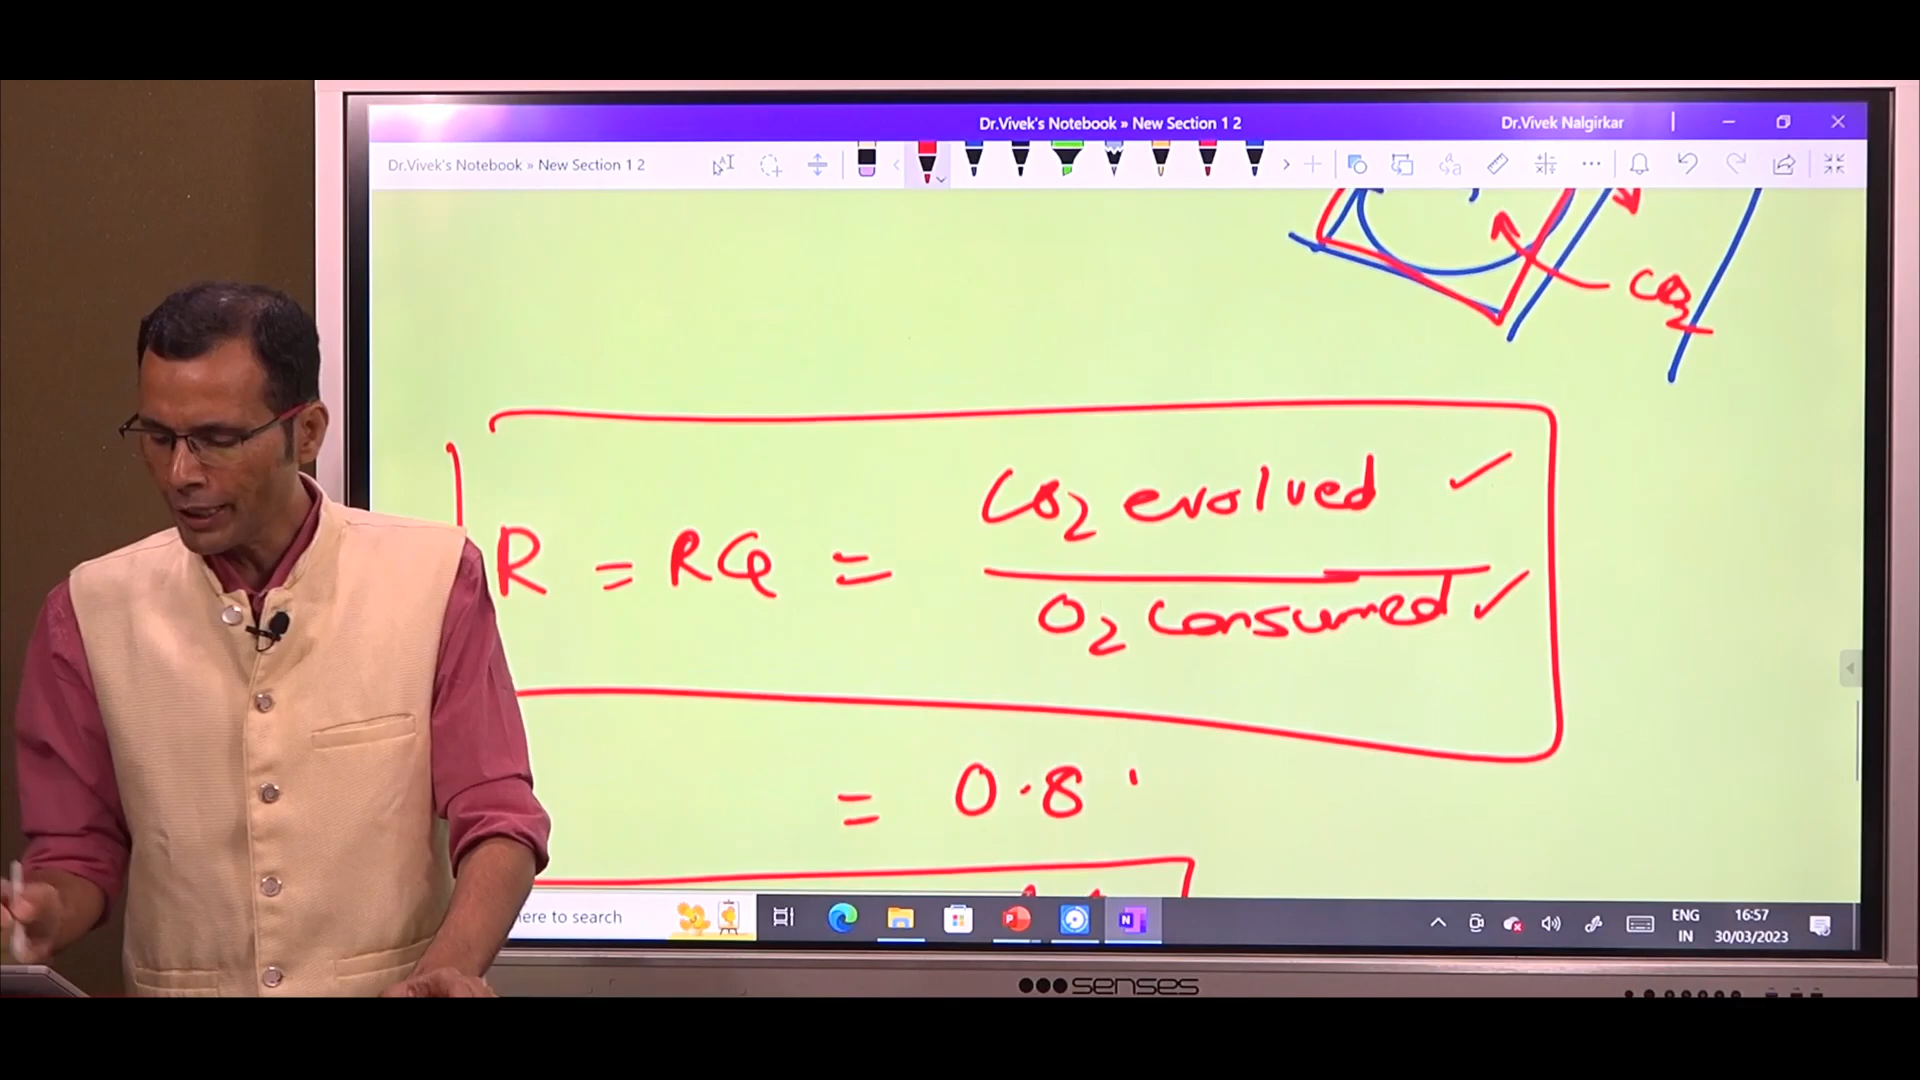 Dr.Vivek's Notebook » New Section 1 2
Dr.Vivek Nalgirkar
Dr.Vivek's Notebook » New Section 1 2
CO2
R = RQ = CO2 evolved
O2 consumed
= 0.8
here to search
ENG
IN
16:57
30/03/2023
senses